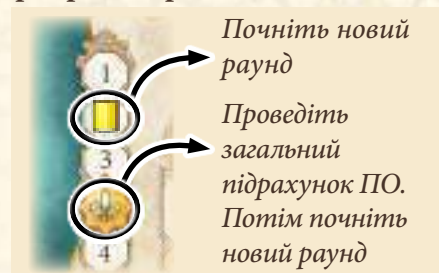 1
3
4
Почніть новий
раунд
Проведіть
загальний
підрахунок ПО.
Потім почніть
новий раунд